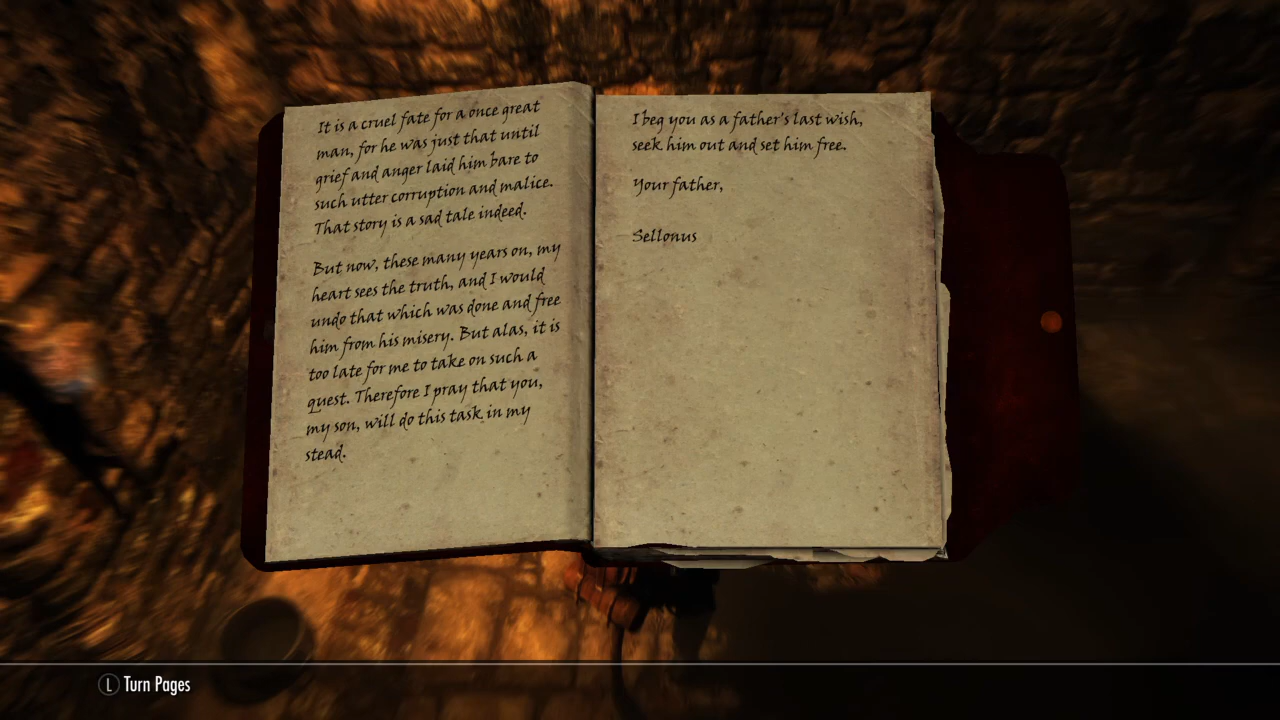 It is a cruel fate for a once great
man, for he was just that until
grief and anger laid him bare to
such utter corruption and malice.
That story is a sad tale indeed.
But now, these many years on, my
heart sees the truth, and I would
undo that which was done and free
him from his misery. But alas, it is
too late for me to take on such a
quest. Therefore I pray that you,
my son, will do this task in my
stead.
I beg you as a father's last wish,
seek him out and set him free.
Your father,
Sellonus
L Turn Pages